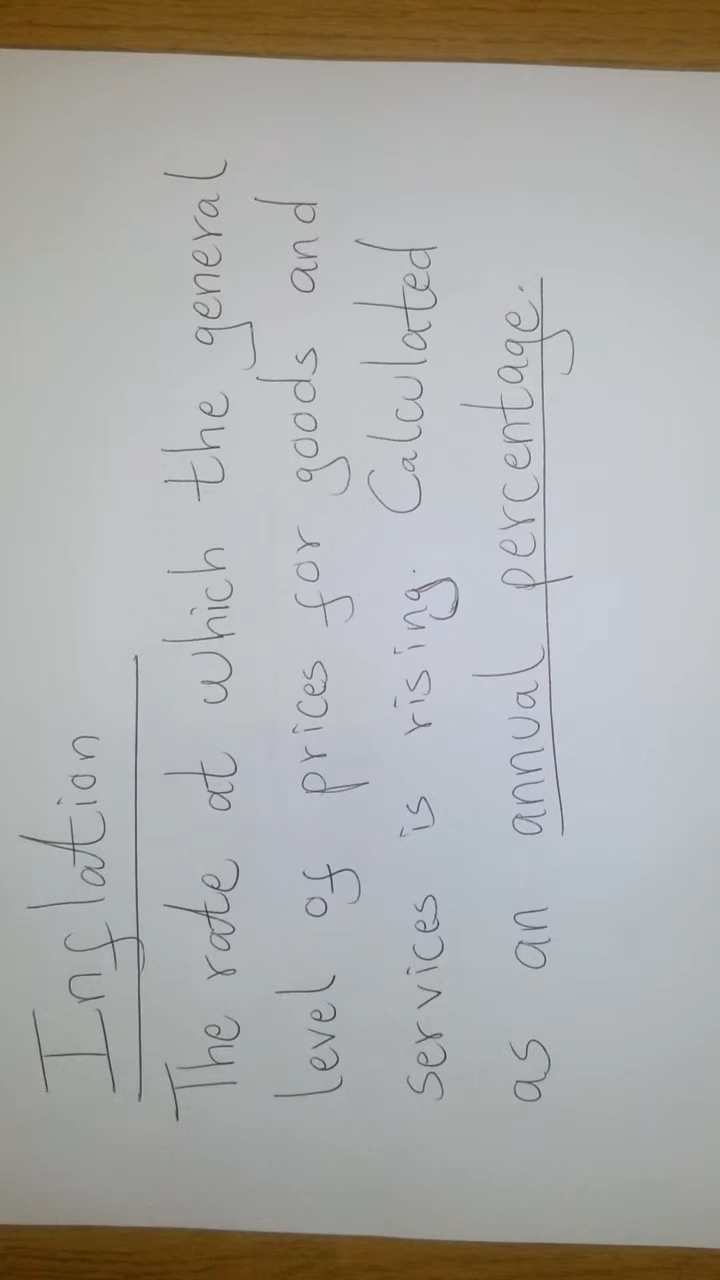 Inflation
The rate at which the general
level of prices for goods and
services is rising. Calculated
as an annual percentage.